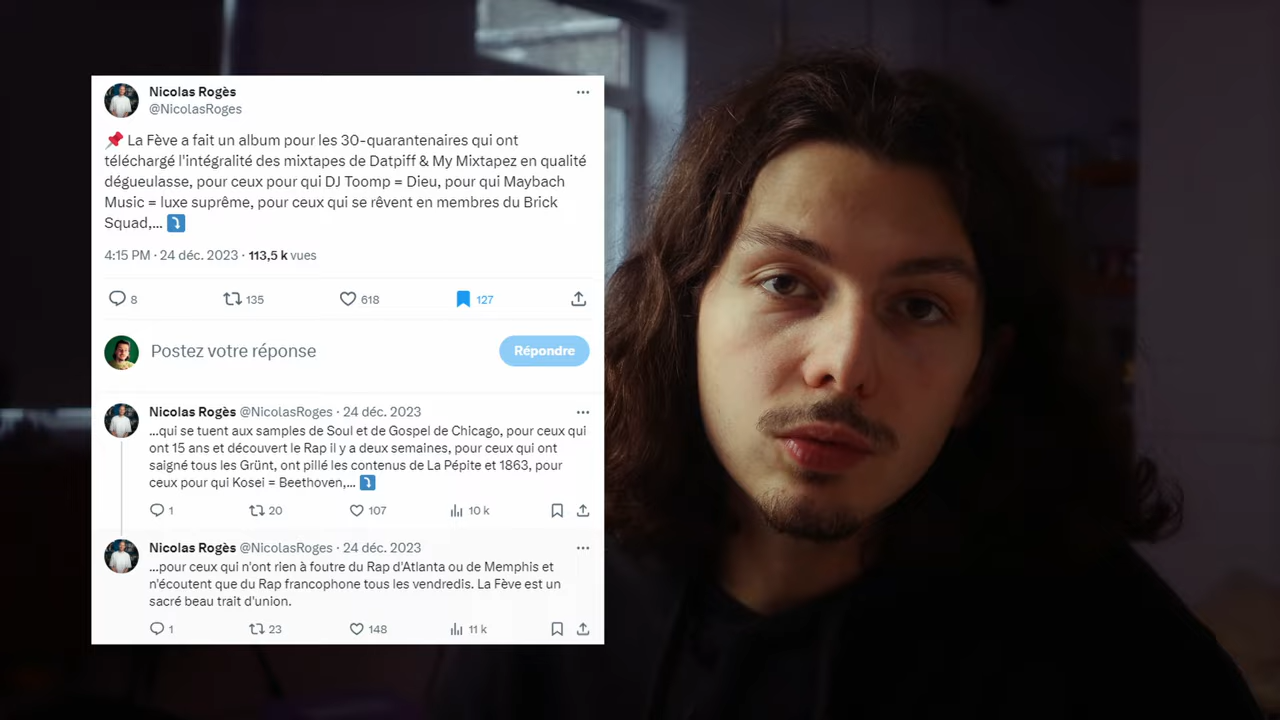 Nicolas Rogès
@NicolasRoges
📌 La Fève a fait un album pour les 30-quarantenaires qui ont
téléchargé l'intégralité des mixtapes de Datpiff & My Mixtapez en qualité
dégueulasse, pour ceux pour qui DJ Toomp = Dieu, pour qui Maybach
Music = luxe suprême, pour ceux qui se rêvent en membres du Brick
Squad,... ⤵️
4:15 PM · 24 déc. 2023 · 113,5 k vues
8 135 618 127
Postez votre réponse Répondre
Nicolas Rogès @NicolasRoges · 24 déc. 2023
...qui se tuent aux samples de Soul et de Gospel de Chicago, pour ceux qui
ont 15 ans et découvert le Rap il y a deux semaines, pour ceux qui ont
saigné tous les Grünt, ont pillé les contenus de La Pépite et 1863, pour
ceux pour qui Kosei = Beethoven,... ⤵️
1 20 107 10 k
Nicolas Rogès @NicolasRoges · 24 déc. 2023
...pour ceux qui n'ont rien à foutre du Rap d'Atlanta ou de Memphis et
n'écoutent que du Rap francophone tous les vendredis. La Fève est un
sacré beau trait d'union.
1 23 148 11 k